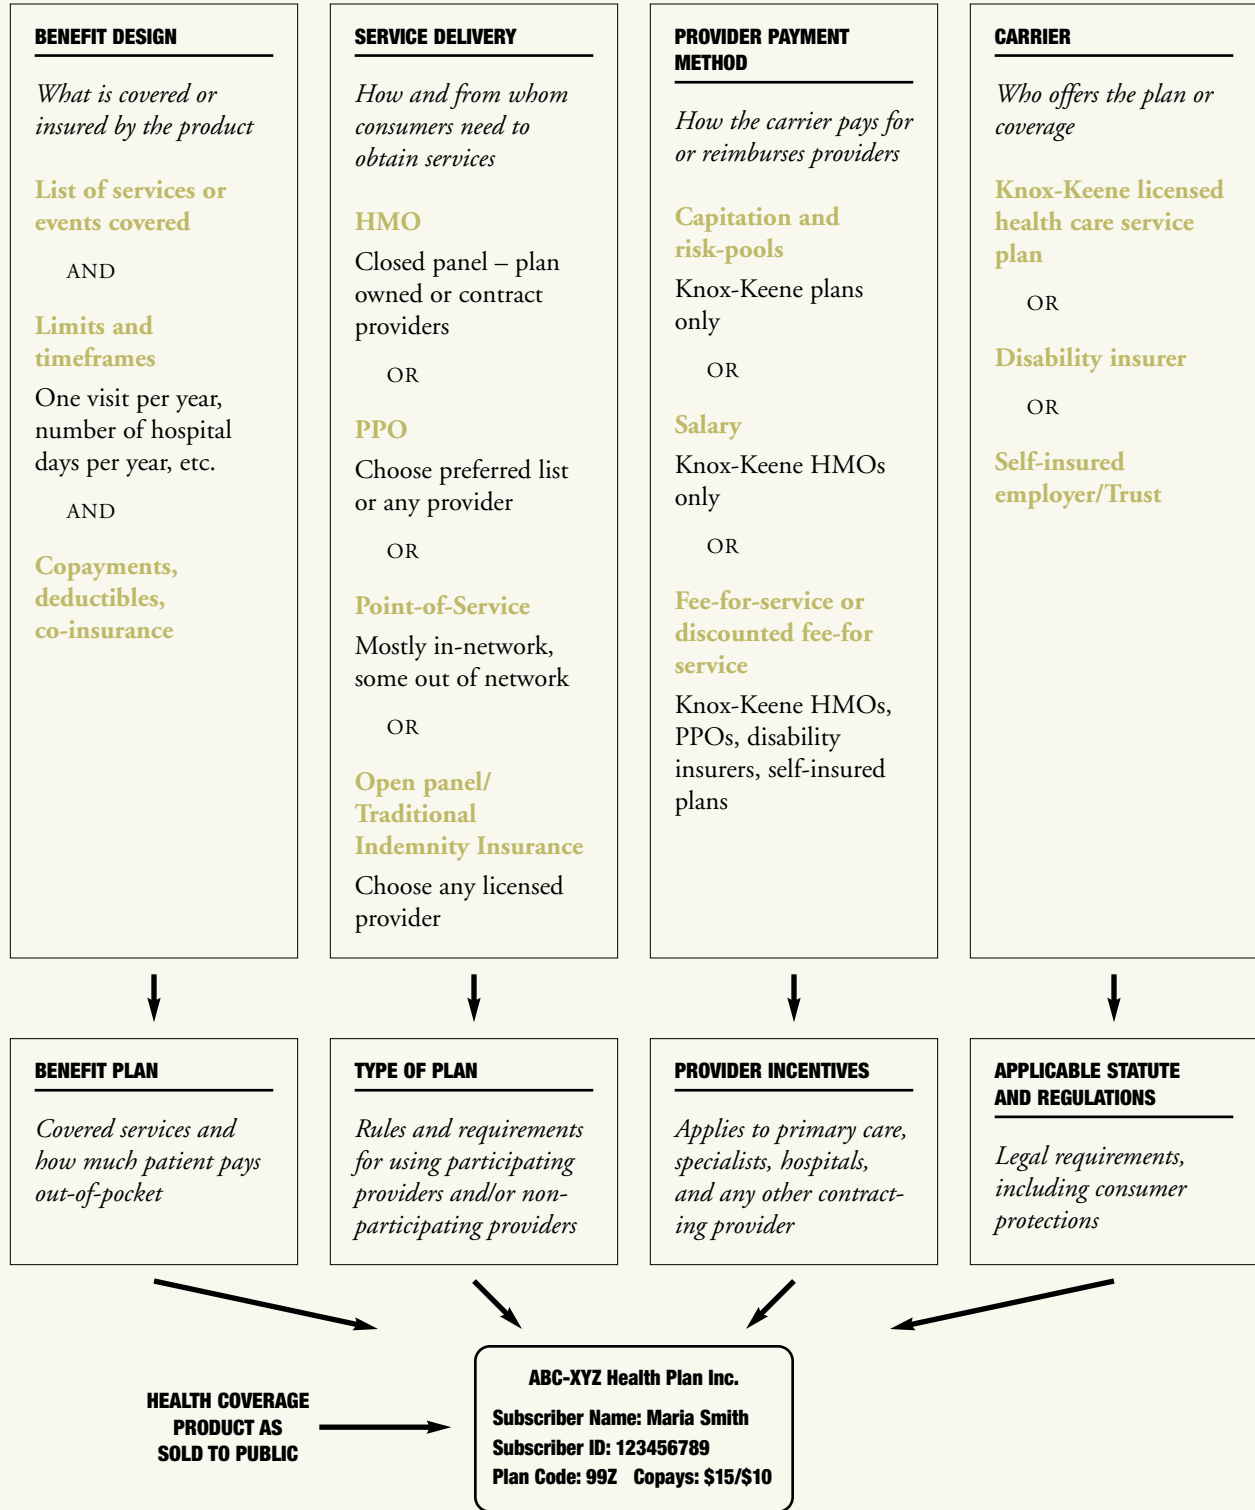 BENEFIT DESIGN
What is covered or
insured by the product
List of services or
events covered
AND
Limits and
timeframes
One visit per year,
number of hospital
days per year, etc.
AND
Copayments,
deductibles,
co-insurance
SERVICE DELIVERY
How and from whom
consumers need to
obtain services
HMO
Closed panel – plan
owned or contract
providers
OR
PPO
Choose preferred list
or any provider
OR
Point-of-Service
Mostly in-network,
some out of network
OR
Open panel/
Traditional
Indemnity Insurance
Choose any licensed
provider
PROVIDER PAYMENT
METHOD
How the carrier pays for
or reimburses providers
Capitation and
risk-pools
Knox-Keene plans
only
OR
Salary
Knox-Keene HMOs
only
OR
Fee-for-service or
discounted fee-for
service
Knox-Keene HMOs,
PPOs, disability
insurers, self-insured
plans
CARRIER
Who offers the plan or
coverage
Knox-Keene licensed
health care service
plan
OR
Disability insurer
OR
Self-insured
employer/Trust
BENEFIT PLAN
Covered services and
how much patient pays
out-of-pocket
TYPE OF PLAN
Rules and requirements
for using participating
providers and/or non-
participating providers
PROVIDER INCENTIVES
Applies to primary care,
specialists, hospitals,
and any other contract-
ing provider
APPLICABLE STATUTE
AND REGULATIONS
Legal requirements,
including consumer
protections
HEALTH COVERAGE
PRODUCT AS
SOLD TO PUBLIC
ABC-XYZ Health Plan Inc.
Subscriber Name: Maria Smith
Subscriber ID: 123456789
Plan Code: 99Z Copays: $15/$10